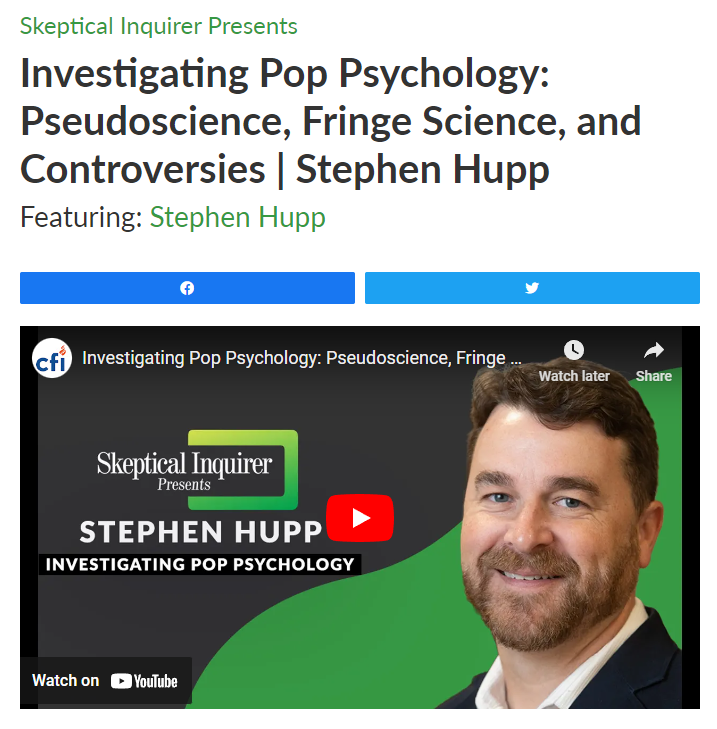 Skeptical Inquirer Presents
Investigating Pop Psychology:
Pseudoscience, Fringe Science, and
Controversies | Stephen Hupp
Featuring: Stephen Hupp
cfi
Investigating Pop Psychology: Pseudoscience, Fringe ...
Watch later
Share
Skeptical Inquirer
Presents
STEPHEN HUPP
INVESTIGATING POP PSYCHOLOGY
Watch on YouTube